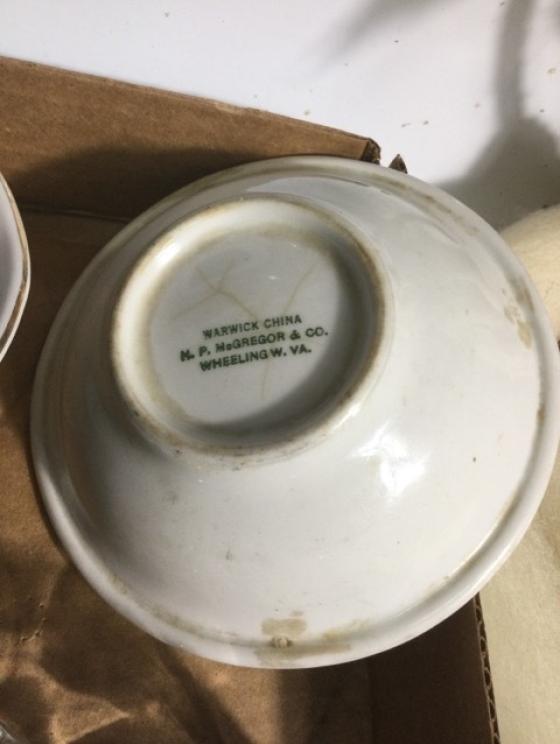 WARWICK CHINA
H. P. McGREGOR & CO.
WHEELING W. VA.